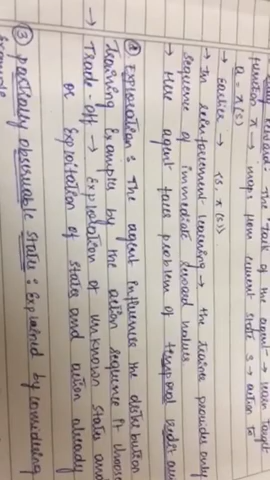 reward: The task of the agent → learn target
function π → maps from current state s → action to
a = π(s)
→ Earlier → <s, π(s)>
→ In reinforcement learning → the trainer provides only
sequence of immediate reward values
→ Here agent faces problem of temporal
② Exploration: The agent influences the distribution
training examples by the action sequence it chooses
→ Trade-off → Exploration of unknown states and
or Exploitation of states and action already
③ Partially observable states: Explained by considering
example